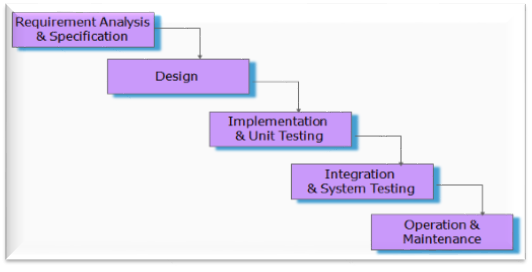 Requirement Analysis
& Specification
Design
Implementation
& Unit Testing
Integration
& System Testing
Operation &
Maintenance